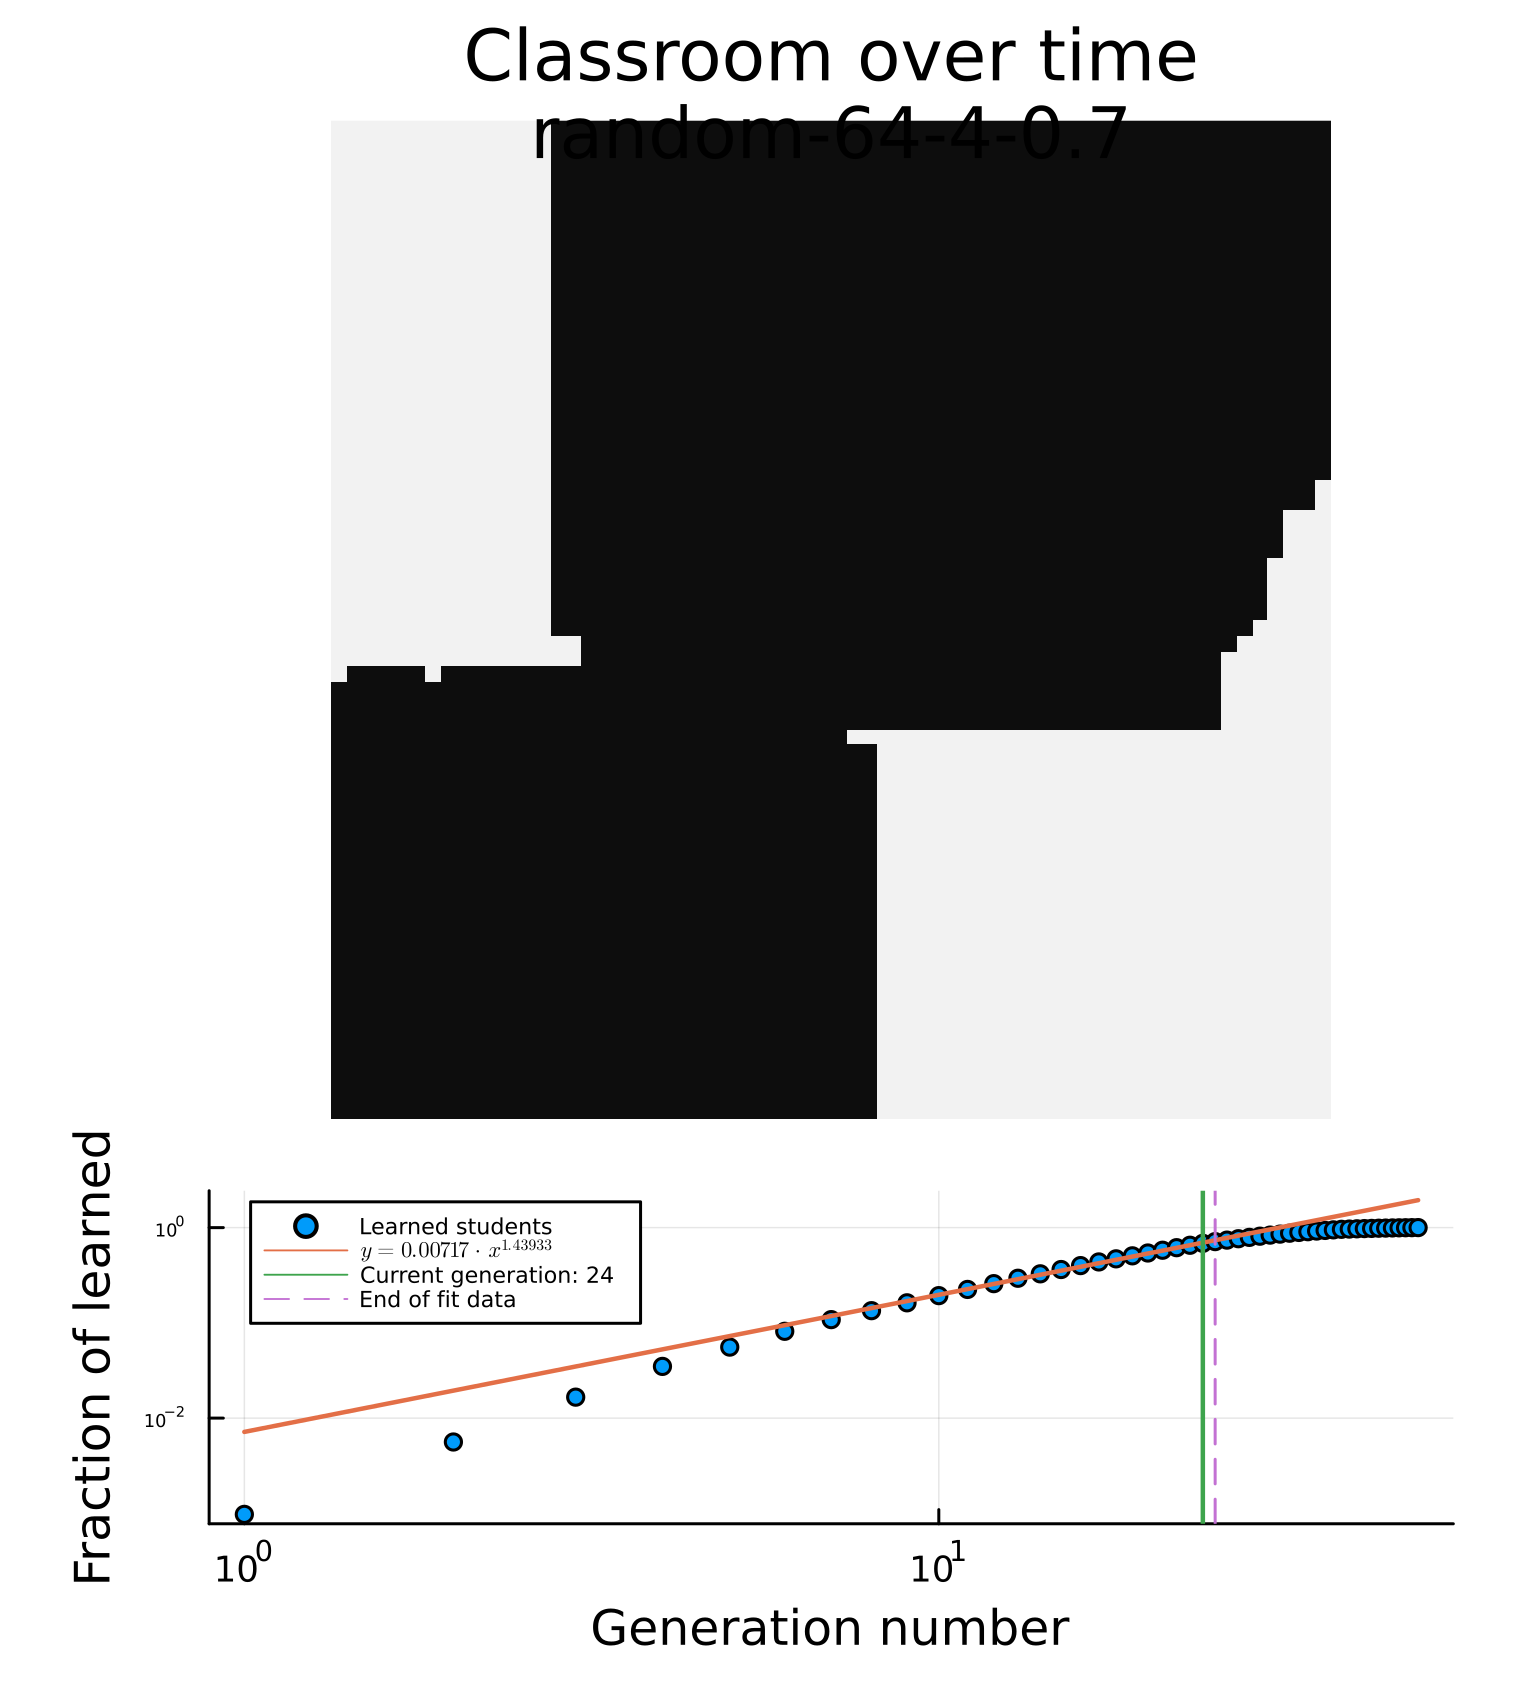 Classroom over time
random-64-4-0.7
Fraction of learned
10^0
10^-2
Learned students
y = 0.00717 · x^1.43933
Current generation: 24
End of fit data
10^0
10^1
Generation number